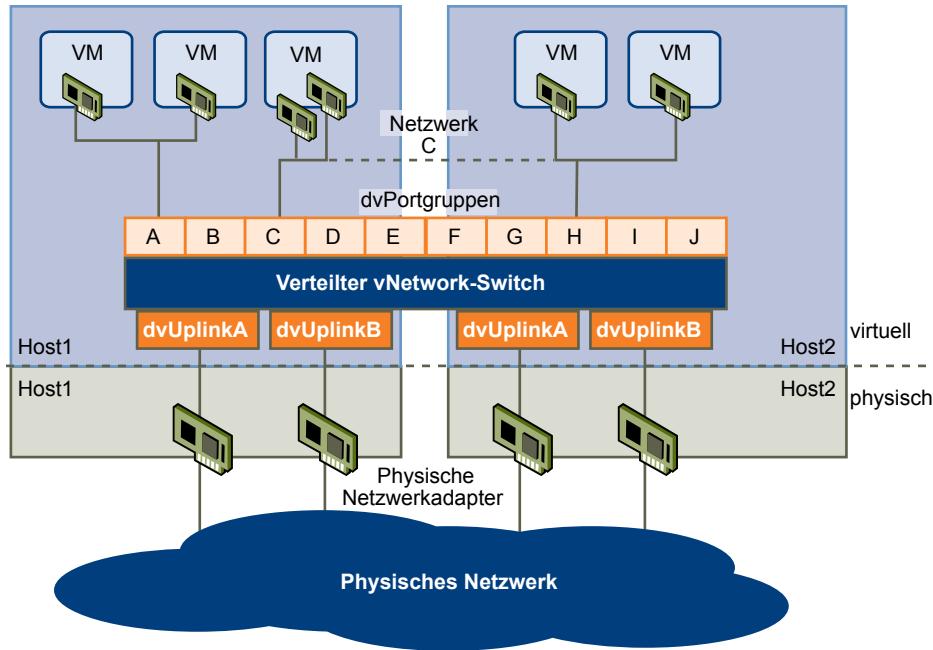 VM
VM
VM
VM
VM
Netzwerk
C
dvPortgruppen
A B C D E F G H I J
Verteilter vNetwork-Switch
dvUplinkA dvUplinkB dvUplinkA dvUplinkB
Host1
Host2
virtuell
Host1
Host2
physisch
Physische
Netzwerkadapter
Physisches Netzwerk